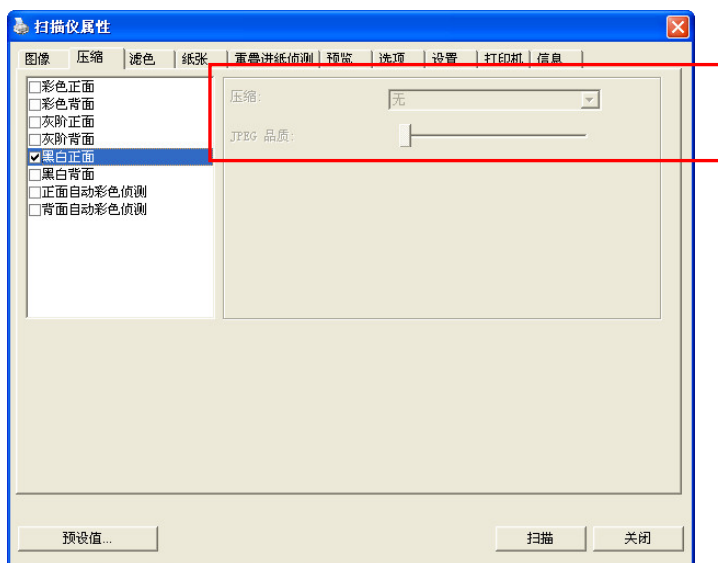 扫描仪属性
图像 压缩 滤色 纸张 重叠进纸侦测 预览 选项 设置 打印机 信息
彩色正面
彩色背面
灰阶正面
灰阶背面
黑白正面
黑白背面
正面自动彩色侦测
背面自动彩色侦测
压缩: 无
JPEG 品质:
预设值... 扫描 关闭